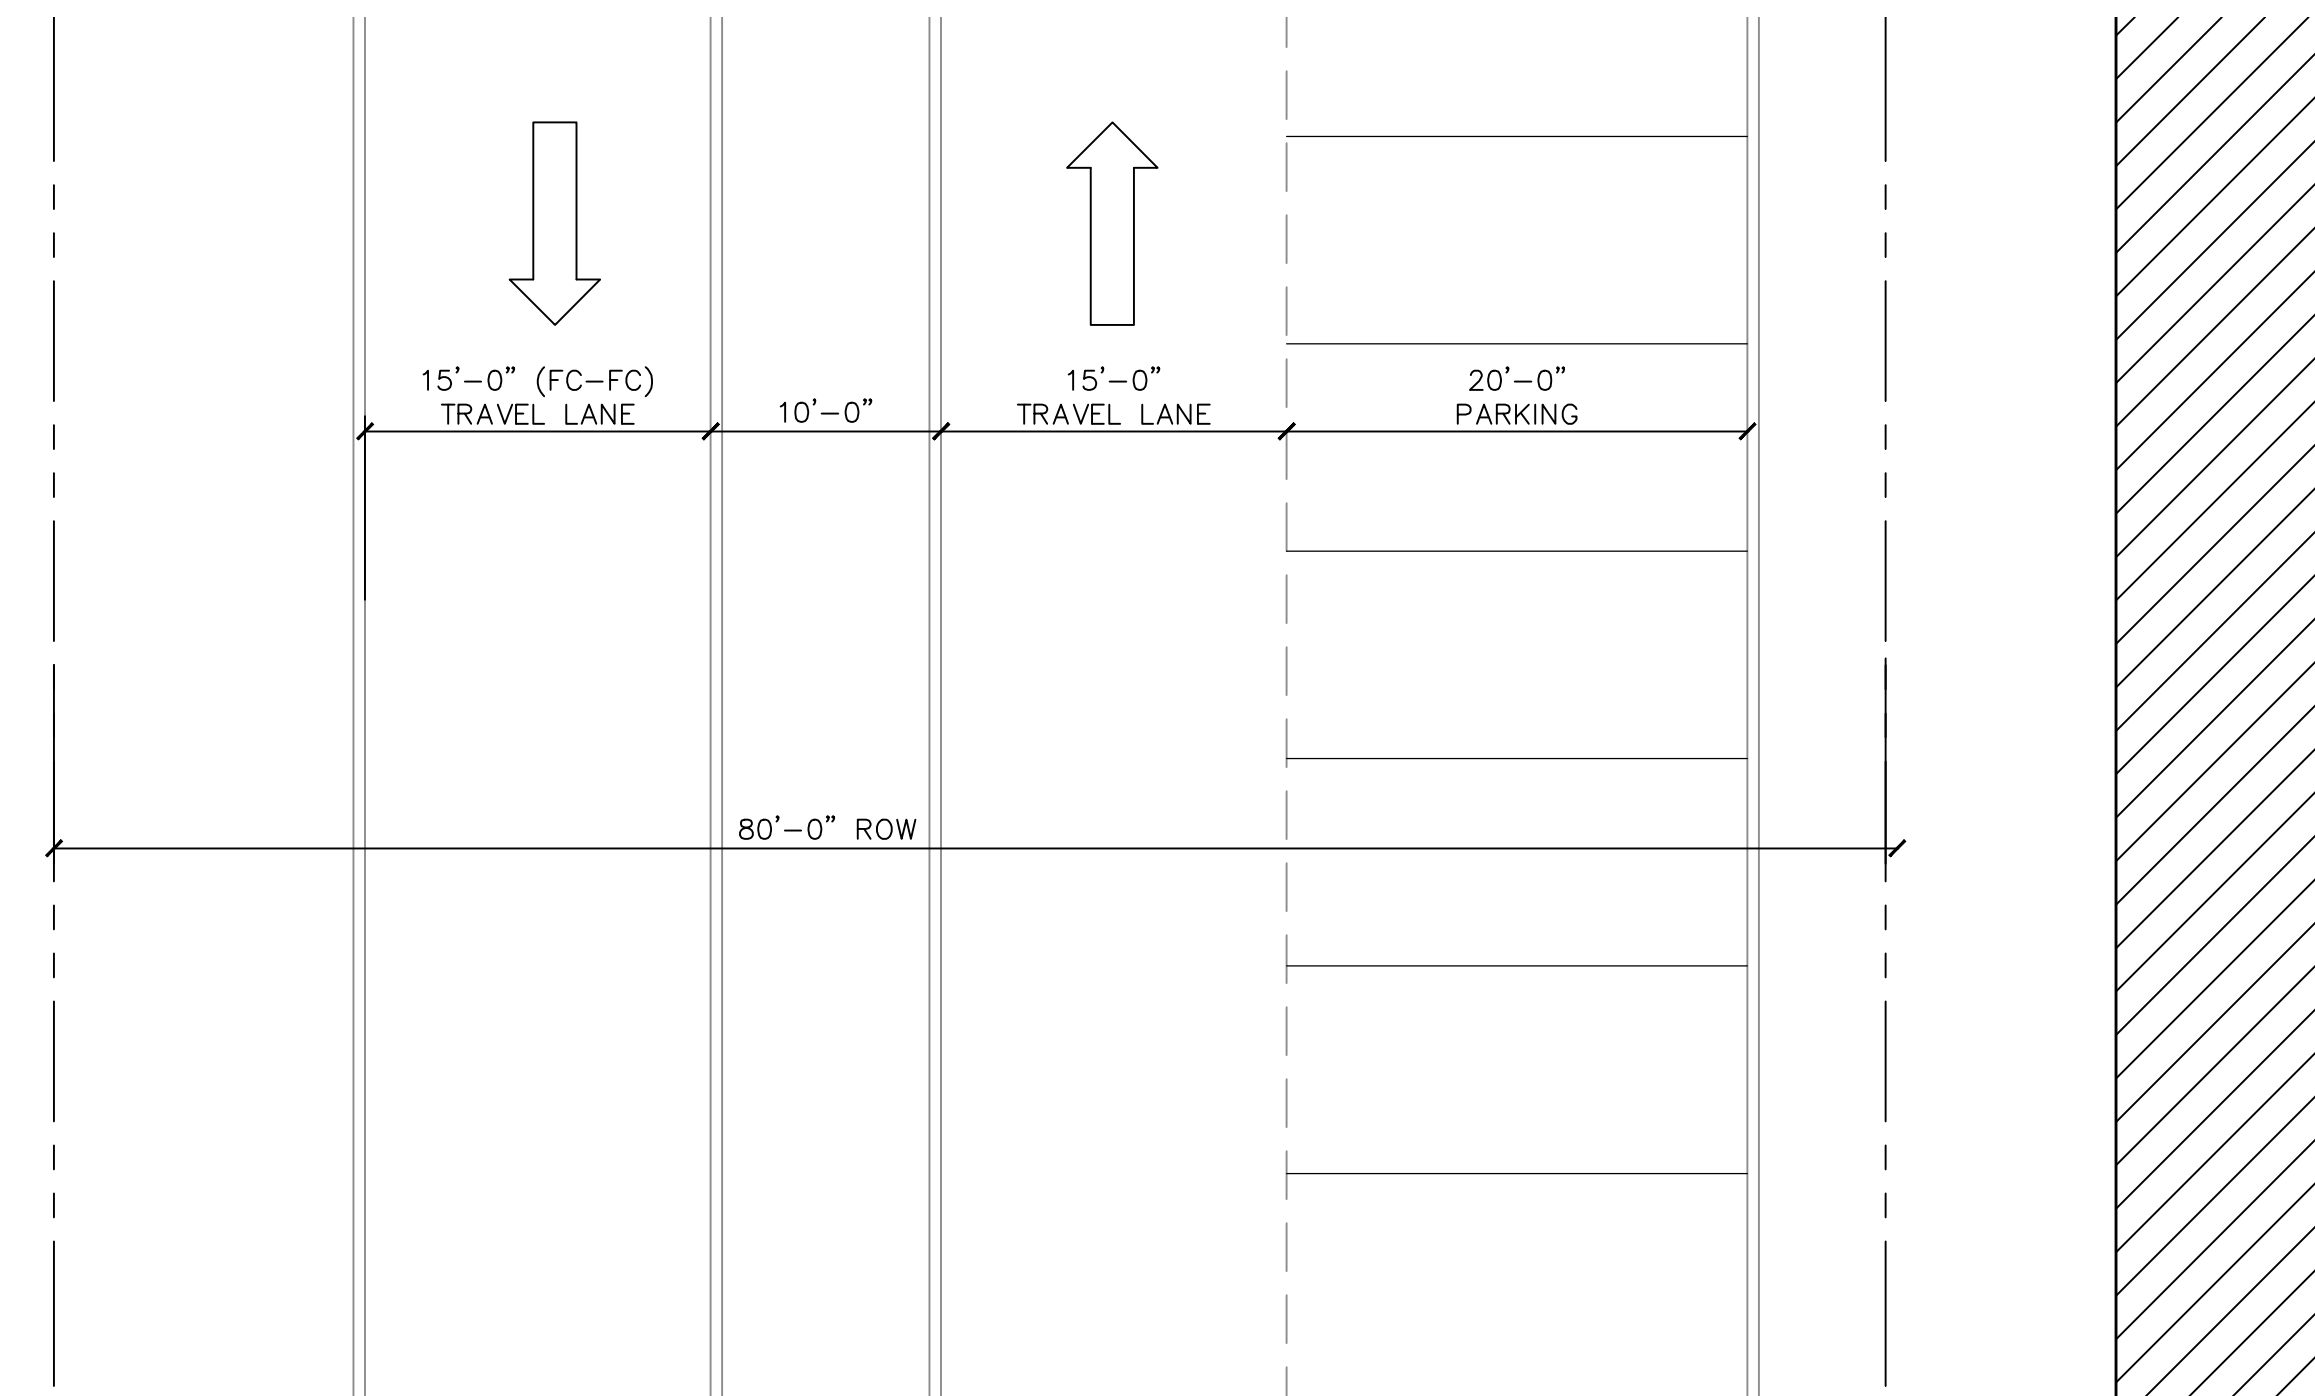 15'-0" (FC-FC)
TRAVEL LANE
10'-0"
15'-0"
TRAVEL LANE
20'-0"
PARKING
80'-0" ROW